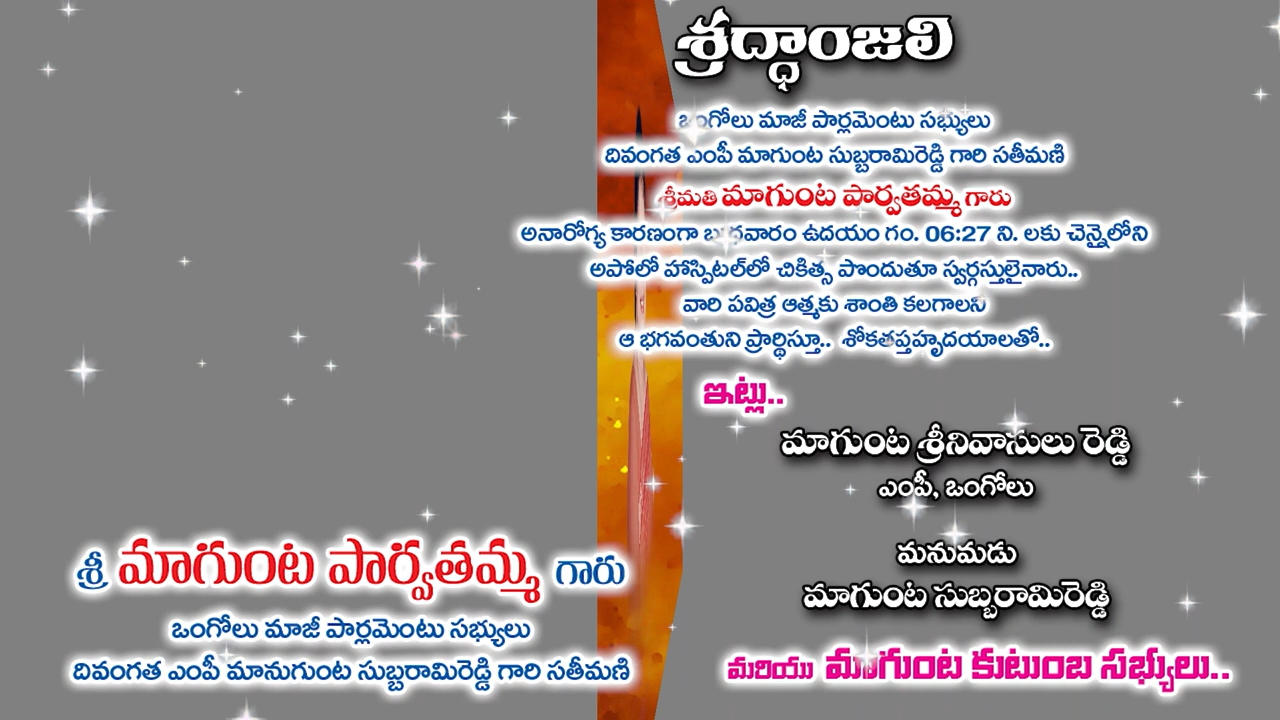 శ్రద్ధాంజలి
ఒంగోలు మాజీ పార్లమెంటు సభ్యులు
దివంగత ఎంపీ మాగుంట సుబ్బరామిరెడ్డి గారి సతీమణి
శ్రీమతి మాగుంట పార్వతమ్మ గారు
అనారోగ్య కారణంగా బుధవారం ఉదయం గం. 06:27 ని. లకు చెన్నైలోని
అపోలో హాస్పిటల్‌లో చికిత్స పొందుతూ స్వర్గస్తులైనారు..
వారి పవిత్ర ఆత్మకు శాంతి కలగాలని
ఆ భగవంతుని ప్రార్థిస్తూ.. శోకతప్తహృదయాలతో..
ఇట్లు..
మాగుంట శ్రీనివాసులు రెడ్డి
ఎంపీ, ఒంగోలు
మనుమడు
మాగుంట సుబ్బరామిరెడ్డి
మరియు మాగుంట కుటుంబ సభ్యులు..
శ్రీ మాగుంట పార్వతమ్మ గారు
ఒంగోలు మాజీ పార్లమెంటు సభ్యులు
దివంగత ఎంపీ మానుగుంట సుబ్బరామిరెడ్డి గారి సతీమణి